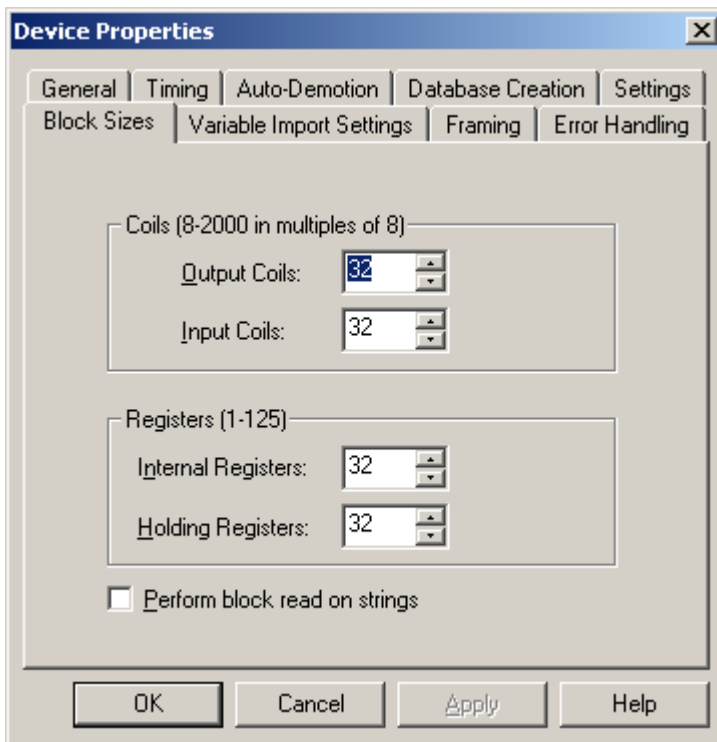 Device Properties
General Timing Auto-Demotion Database Creation Settings
Block Sizes Variable Import Settings Framing Error Handling
Coils (8-2000 in multiples of 8)
Output Coils: 32
Input Coils: 32
Registers (1-125)
Internal Registers: 32
Holding Registers: 32
Perform block read on strings
OK Cancel Apply Help